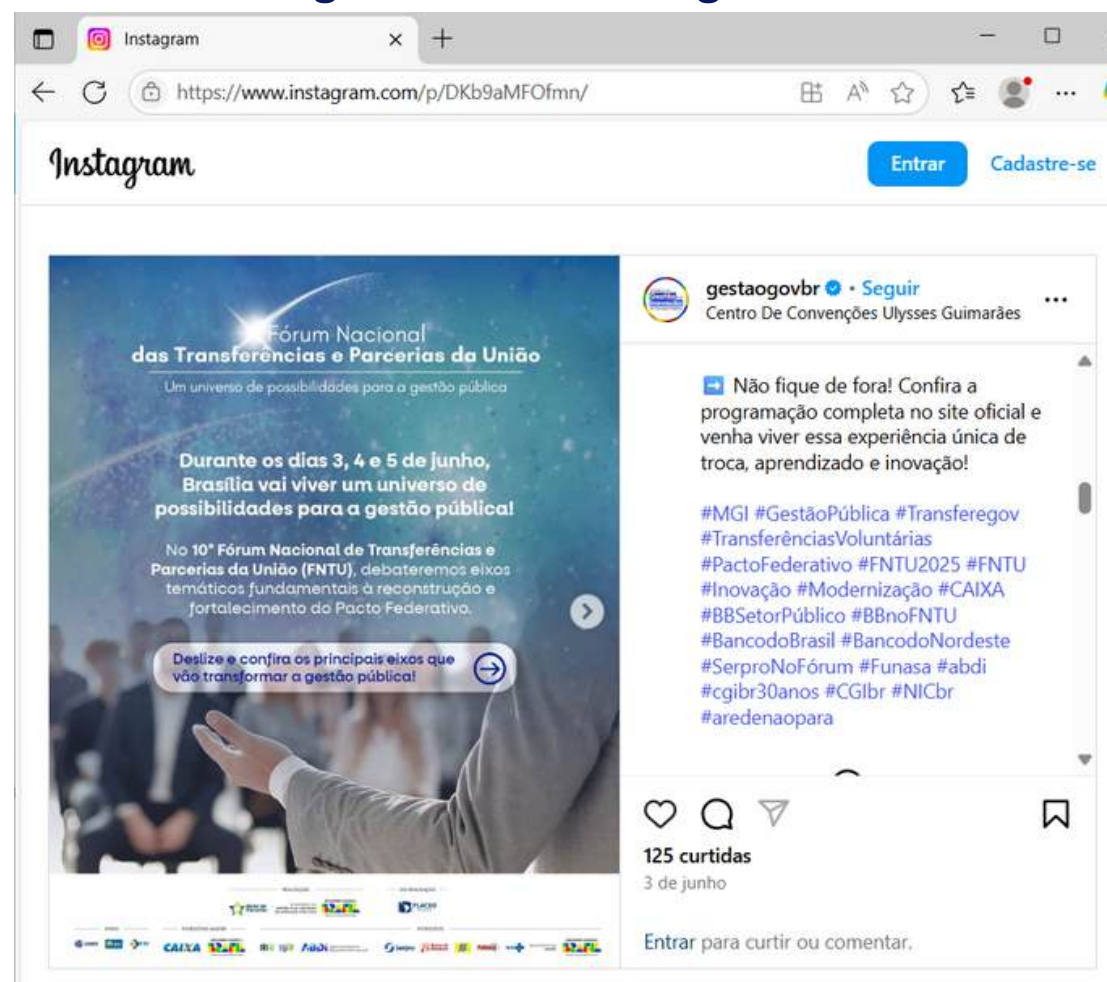 Instagram
https://www.instagram.com/p/DKb9aMFOfmn/
Instagram
Entrar
Cadastre-se
Fórum Nacional
das Transferências e Parcerias da União
Um universo de possibilidades para a gestão pública
Durante os dias 3, 4 e 5 de junho,
Brasília vai viver um universo de
possibilidades para a gestão pública!
No 10° Fórum Nacional de Transferências e
Parcerias da União (FNTU), debateremos eixos
temáticos fundamentais à reconstrução e
fortalecimento do Pacto Federativo.
Deslize e confira os principais eixos que
vão transformar a gestão pública!
CAIXA
gestaogovbr • Seguir
Centro De Convenções Ulysses Guimarães
Não fique de fora! Confira a
programação completa no site oficial e
venha viver essa experiência única de
troca, aprendizado e inovação!
#MGI #GestãoPública #Transferegov
#TransferênciasVoluntárias
#PactoFederativo #FNTU2025 #FNTU
#Inovação #Modernização #CAIXA
#BBSetorPúblico #BBnoFNTU
#BancodoBrasil #BancodoNordeste
#SerproNoFórum #Funasa #abdi
#cgibr30anos #CGIbr #NICbr
#aredenaopara
125 curtidas
3 de junho
Entrar para curtir ou comentar.